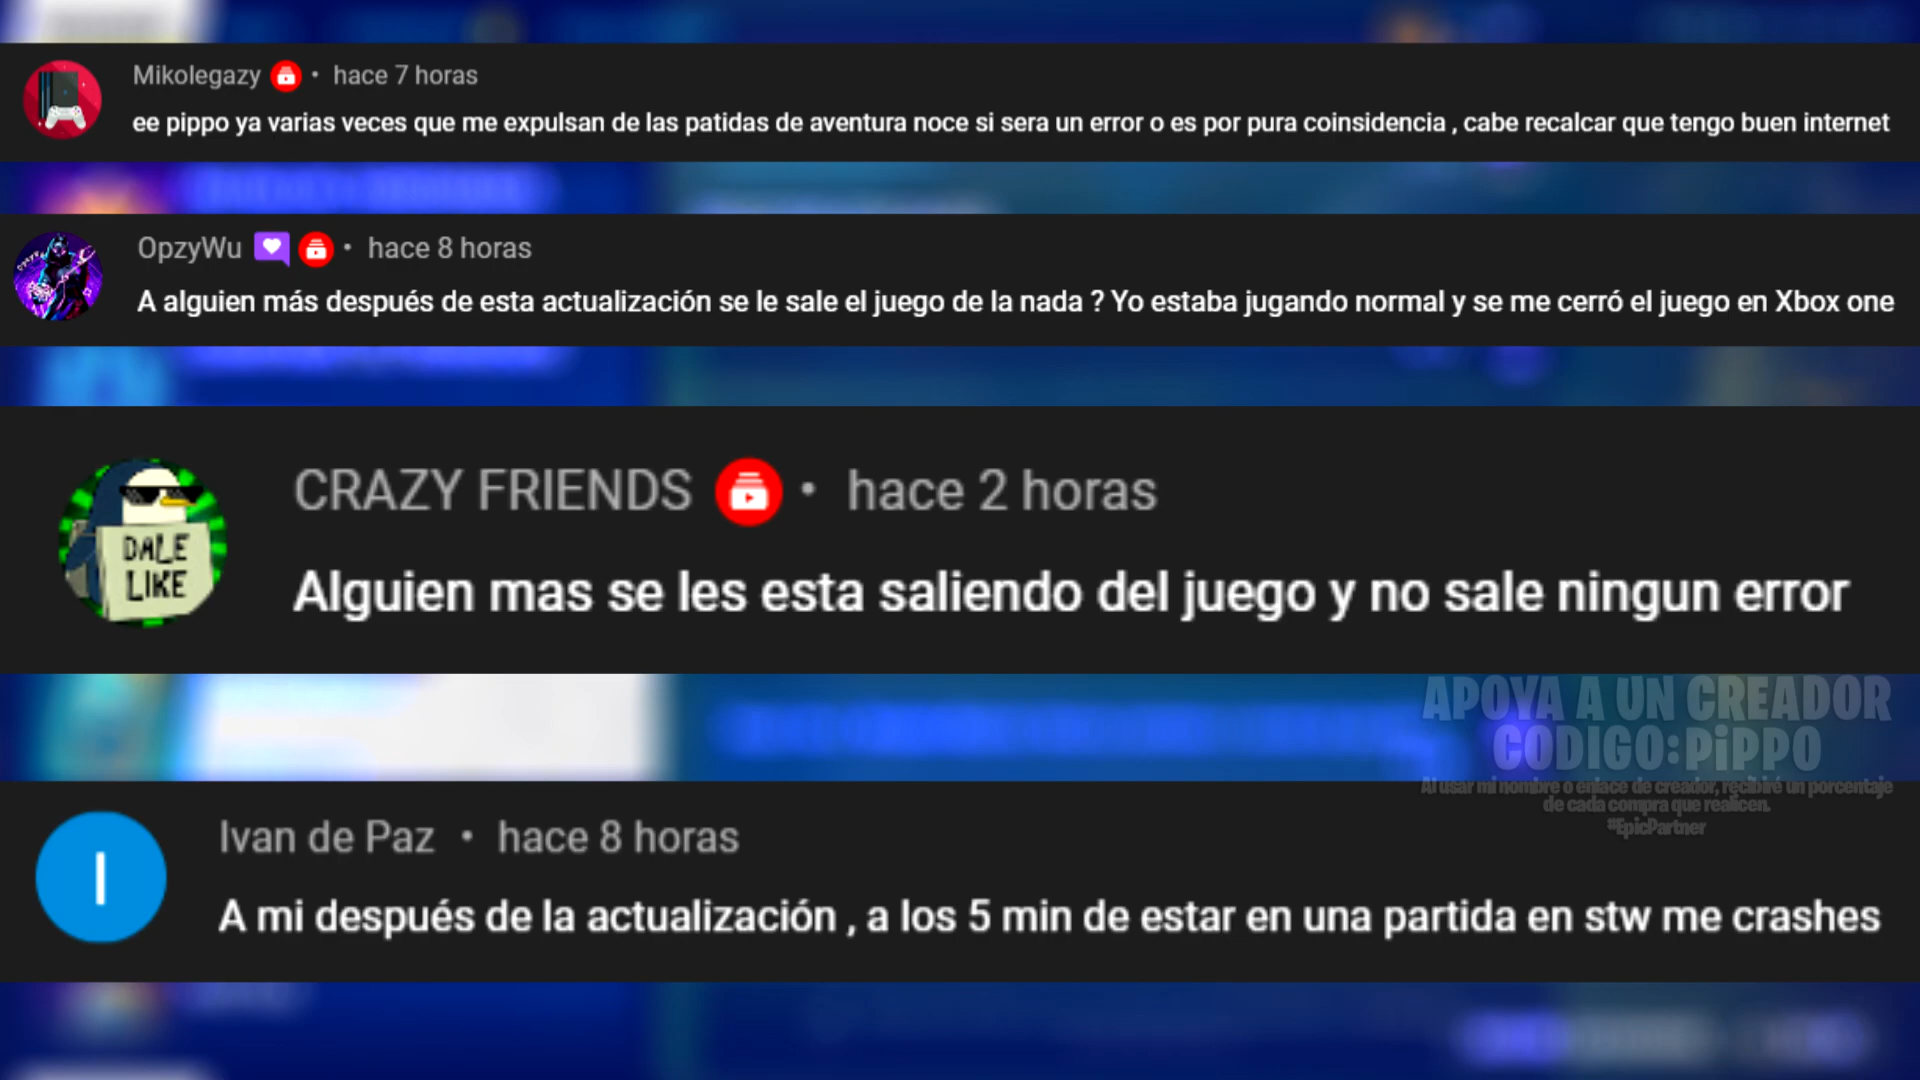 Mikolegazy • hace 7 horas
ee pippo ya varias veces que me expulsan de las patidas de aventura noce si sera un error o es por pura coinsidencia , cabe recalcar que tengo buen internet
OpzyWu • hace 8 horas
A alguien más después de esta actualización se le sale el juego de la nada ? Yo estaba jugando normal y se me cerró el juego en Xbox one
CRAZY FRIENDS • hace 2 horas
DALE
LIKE
Alguien mas se les esta saliendo del juego y no sale ningun error
APOYA A UN CREADOR
CODIGO:PiPPO
Al usar mi nombre o enlace de creador, recibiré un porcentaje
de cada compra que realicen.
#EpicPartner
I
Ivan de Paz • hace 8 horas
A mi después de la actualización , a los 5 min de estar en una partida en stw me crashes